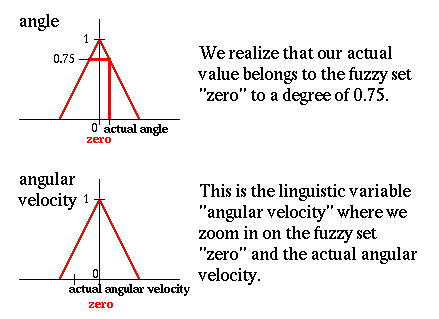 angle
1
0.75
0 actual angle
zero
We realize that our actual
value belongs to the fuzzy set
"zero" to a degree of 0.75.
angular
velocity 1
0
actual angular velocity
zero
This is the linguistic variable
"angular velocity" where we
zoom in on the fuzzy set
"zero" and the actual angular
velocity.